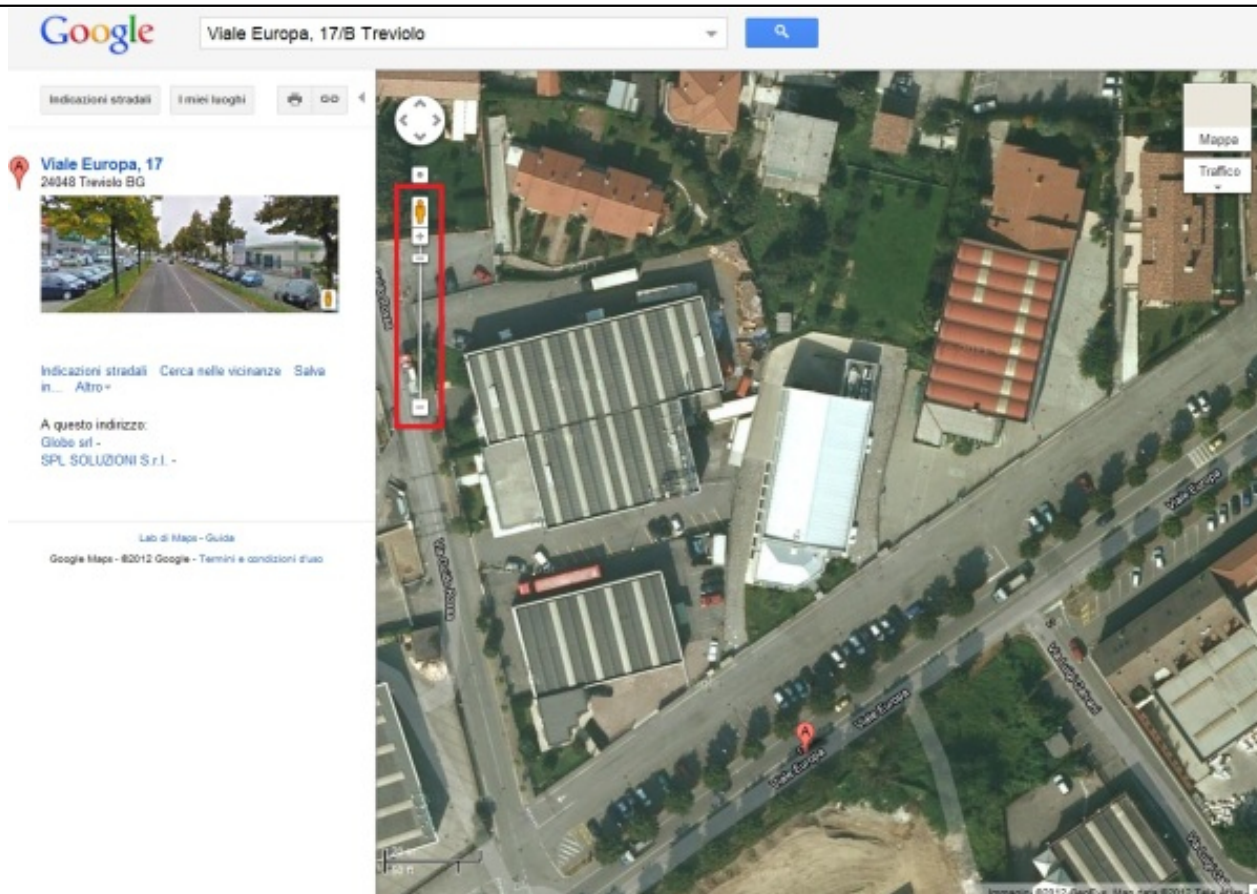 Google
Viale Europa, 17/B Treviolo
Indicazioni stradali
I miei luoghi
Mappa
Traffico
A
Viale Europa, 17
24048 Treviolo BG
Indicazioni stradali Cerca nelle vicinanze Salva
in... Altro
A questo indirizzo:
Globo srl -
SPL SOLUZIONI S.r.l. -
Lab di Maps - Guida
Google Maps - ©2012 Google - Termini e condizioni d'uso
Viale Europa
Viale Europa
A
Viale Europa